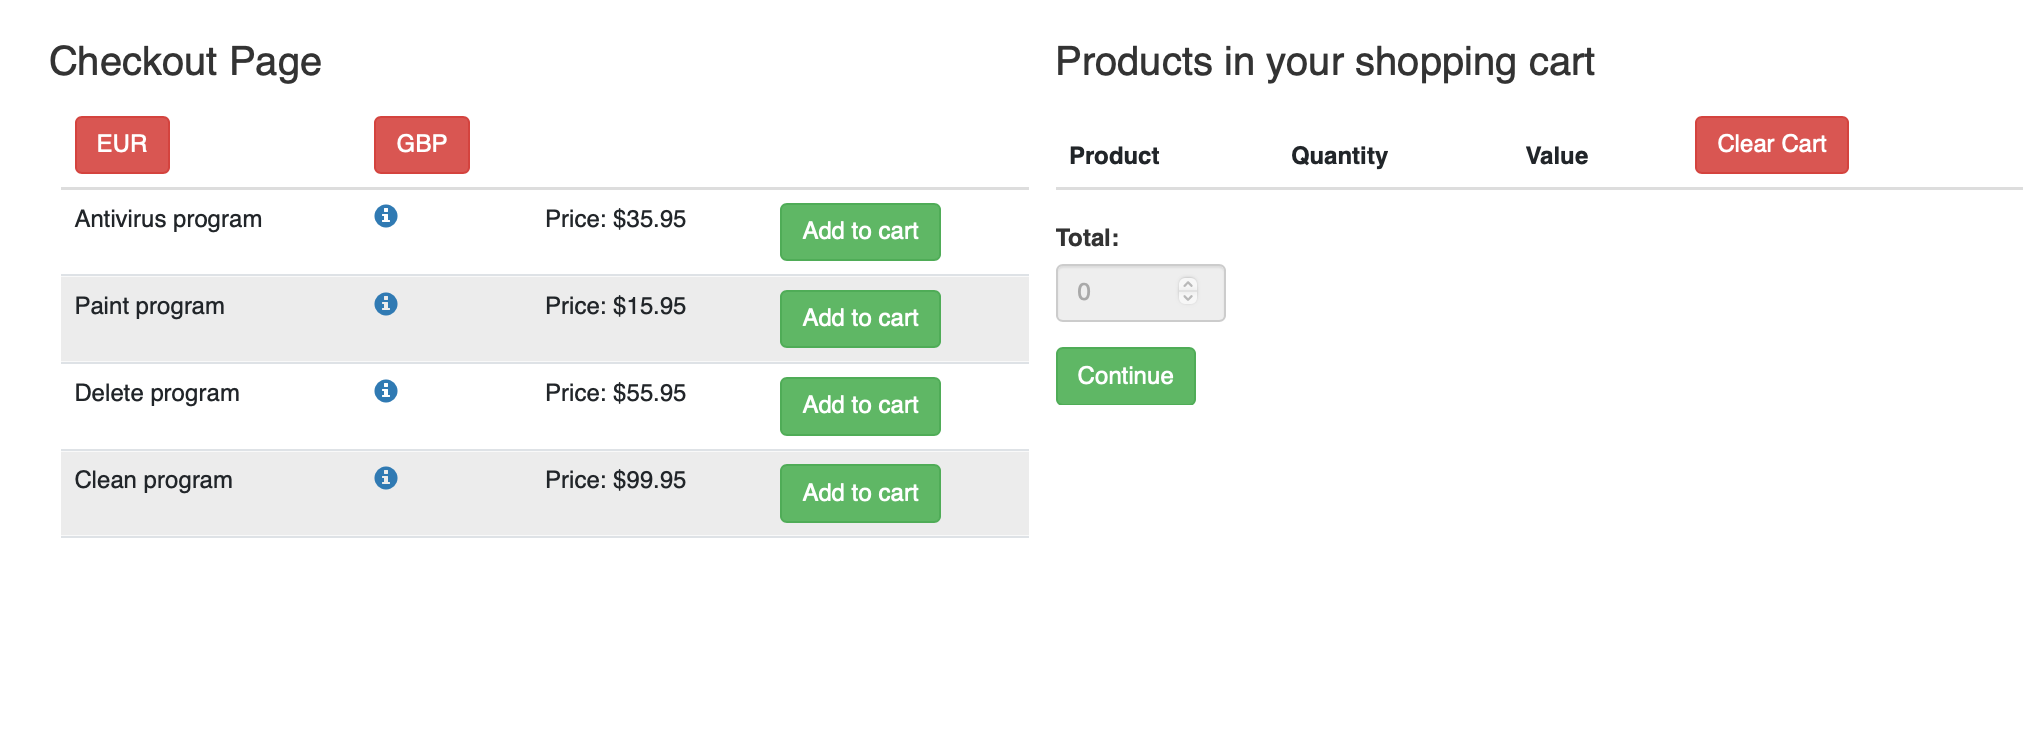 Checkout Page
EUR GBP
Antivirus program Price: $35.95 Add to cart
Paint program Price: $15.95 Add to cart
Delete program Price: $55.95 Add to cart
Clean program Price: $99.95 Add to cart
Products in your shopping cart
Product Quantity Value Clear Cart
Total:
0
Continue